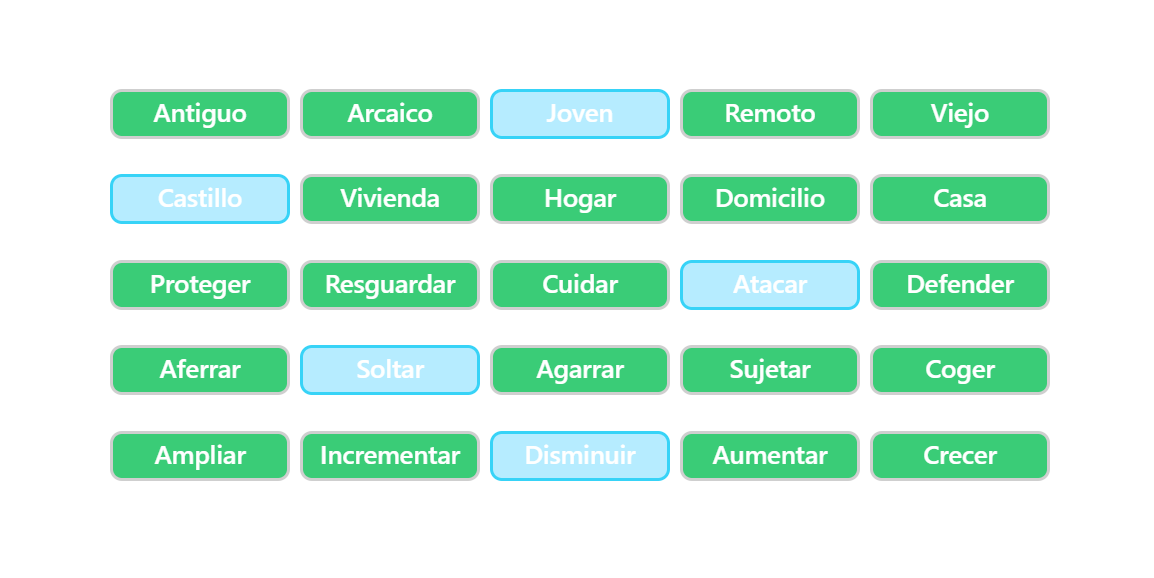 Antiguo Arcaico Joven Remoto Viejo
Castillo Vivienda Hogar Domicilio Casa
Proteger Resguardar Cuidar Atacar Defender
Aferrar Soltar Agarrar Sujetar Coger
Ampliar Incrementar Disminuir Aumentar Crecer